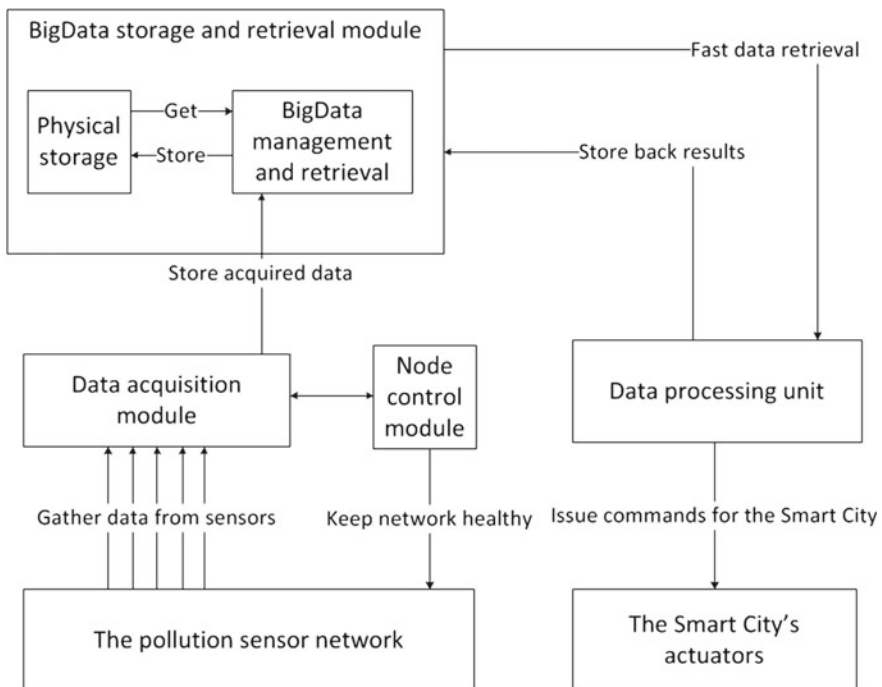 BigData storage and retrieval module
Fast data retrieval
Physical
storage
Get
Store
BigData
management
and retrieval
Store back results
Store acquired data
Data acquisition
module
Node
control
module
Data processing unit
Gather data from sensors
Keep network healthy
Issue commands for the Smart City
The pollution sensor network
The Smart City’s
actuators